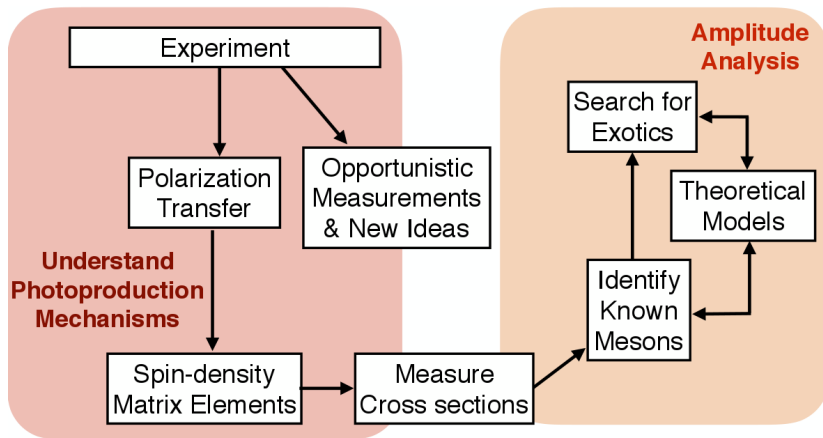 Experiment
Polarization
Transfer
Opportunistic
Measurements
& New Ideas
Understand
Photoproduction
Mechanisms
Spin-density
Matrix Elements
Measure
Cross sections
Amplitude
Analysis
Search for
Exotics
Theoretical
Models
Identify
Known
Mesons